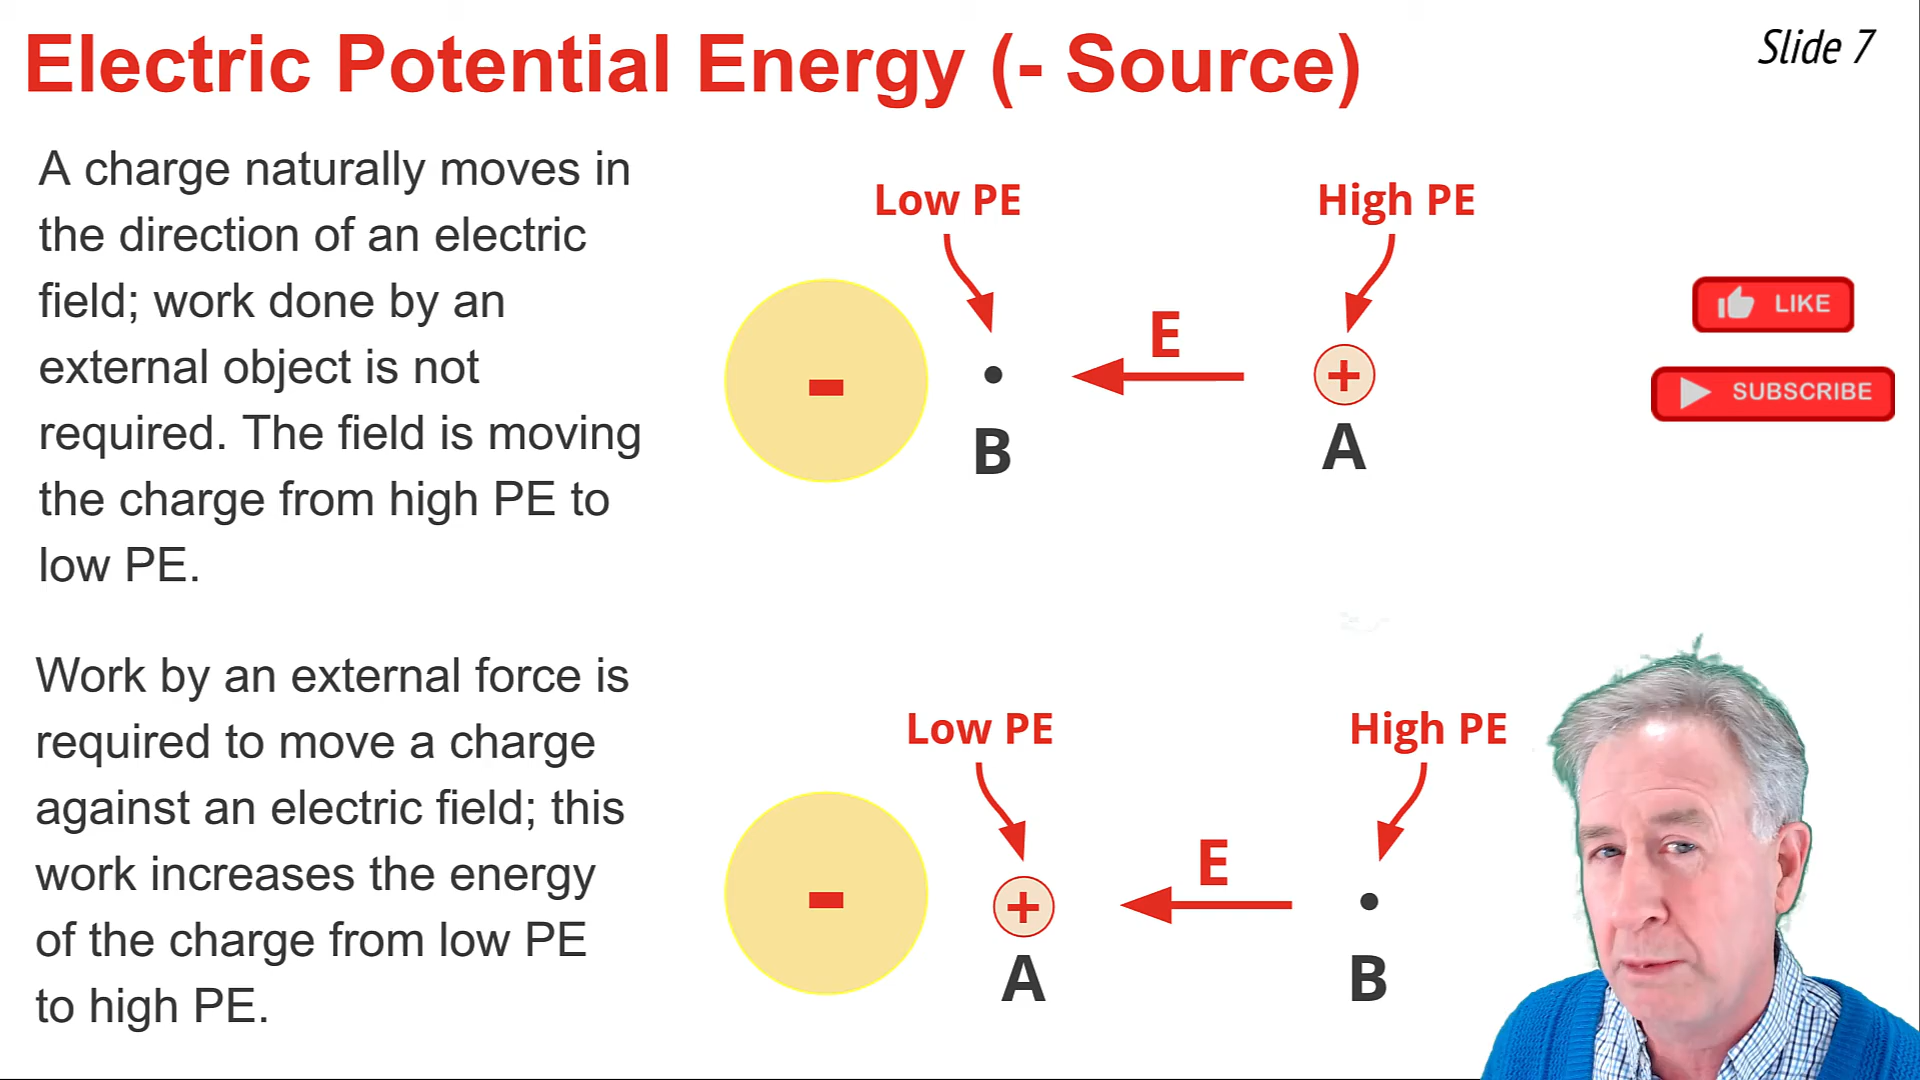 Electric Potential Energy (- Source)
Slide 7
A charge naturally moves in
the direction of an electric
field; work done by an
external object is not
required. The field is moving
the charge from high PE to
low PE.
Low PE
High PE
E
-
+
B
A
LIKE
SUBSCRIBE
Work by an external force is
required to move a charge
against an electric field; this
work increases the energy
of the charge from low PE
to high PE.
Low PE
High PE
E
-
+
A
B